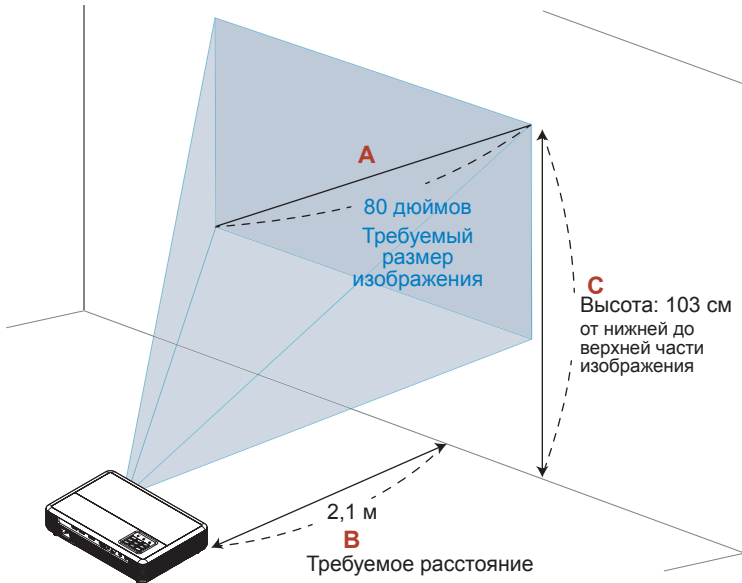 A
80 дюймов
Требуемый
размер
изображения
C
Высота: 103 см
от нижней до
верхней части
изображения
2,1 м
B
Требуемое расстояние